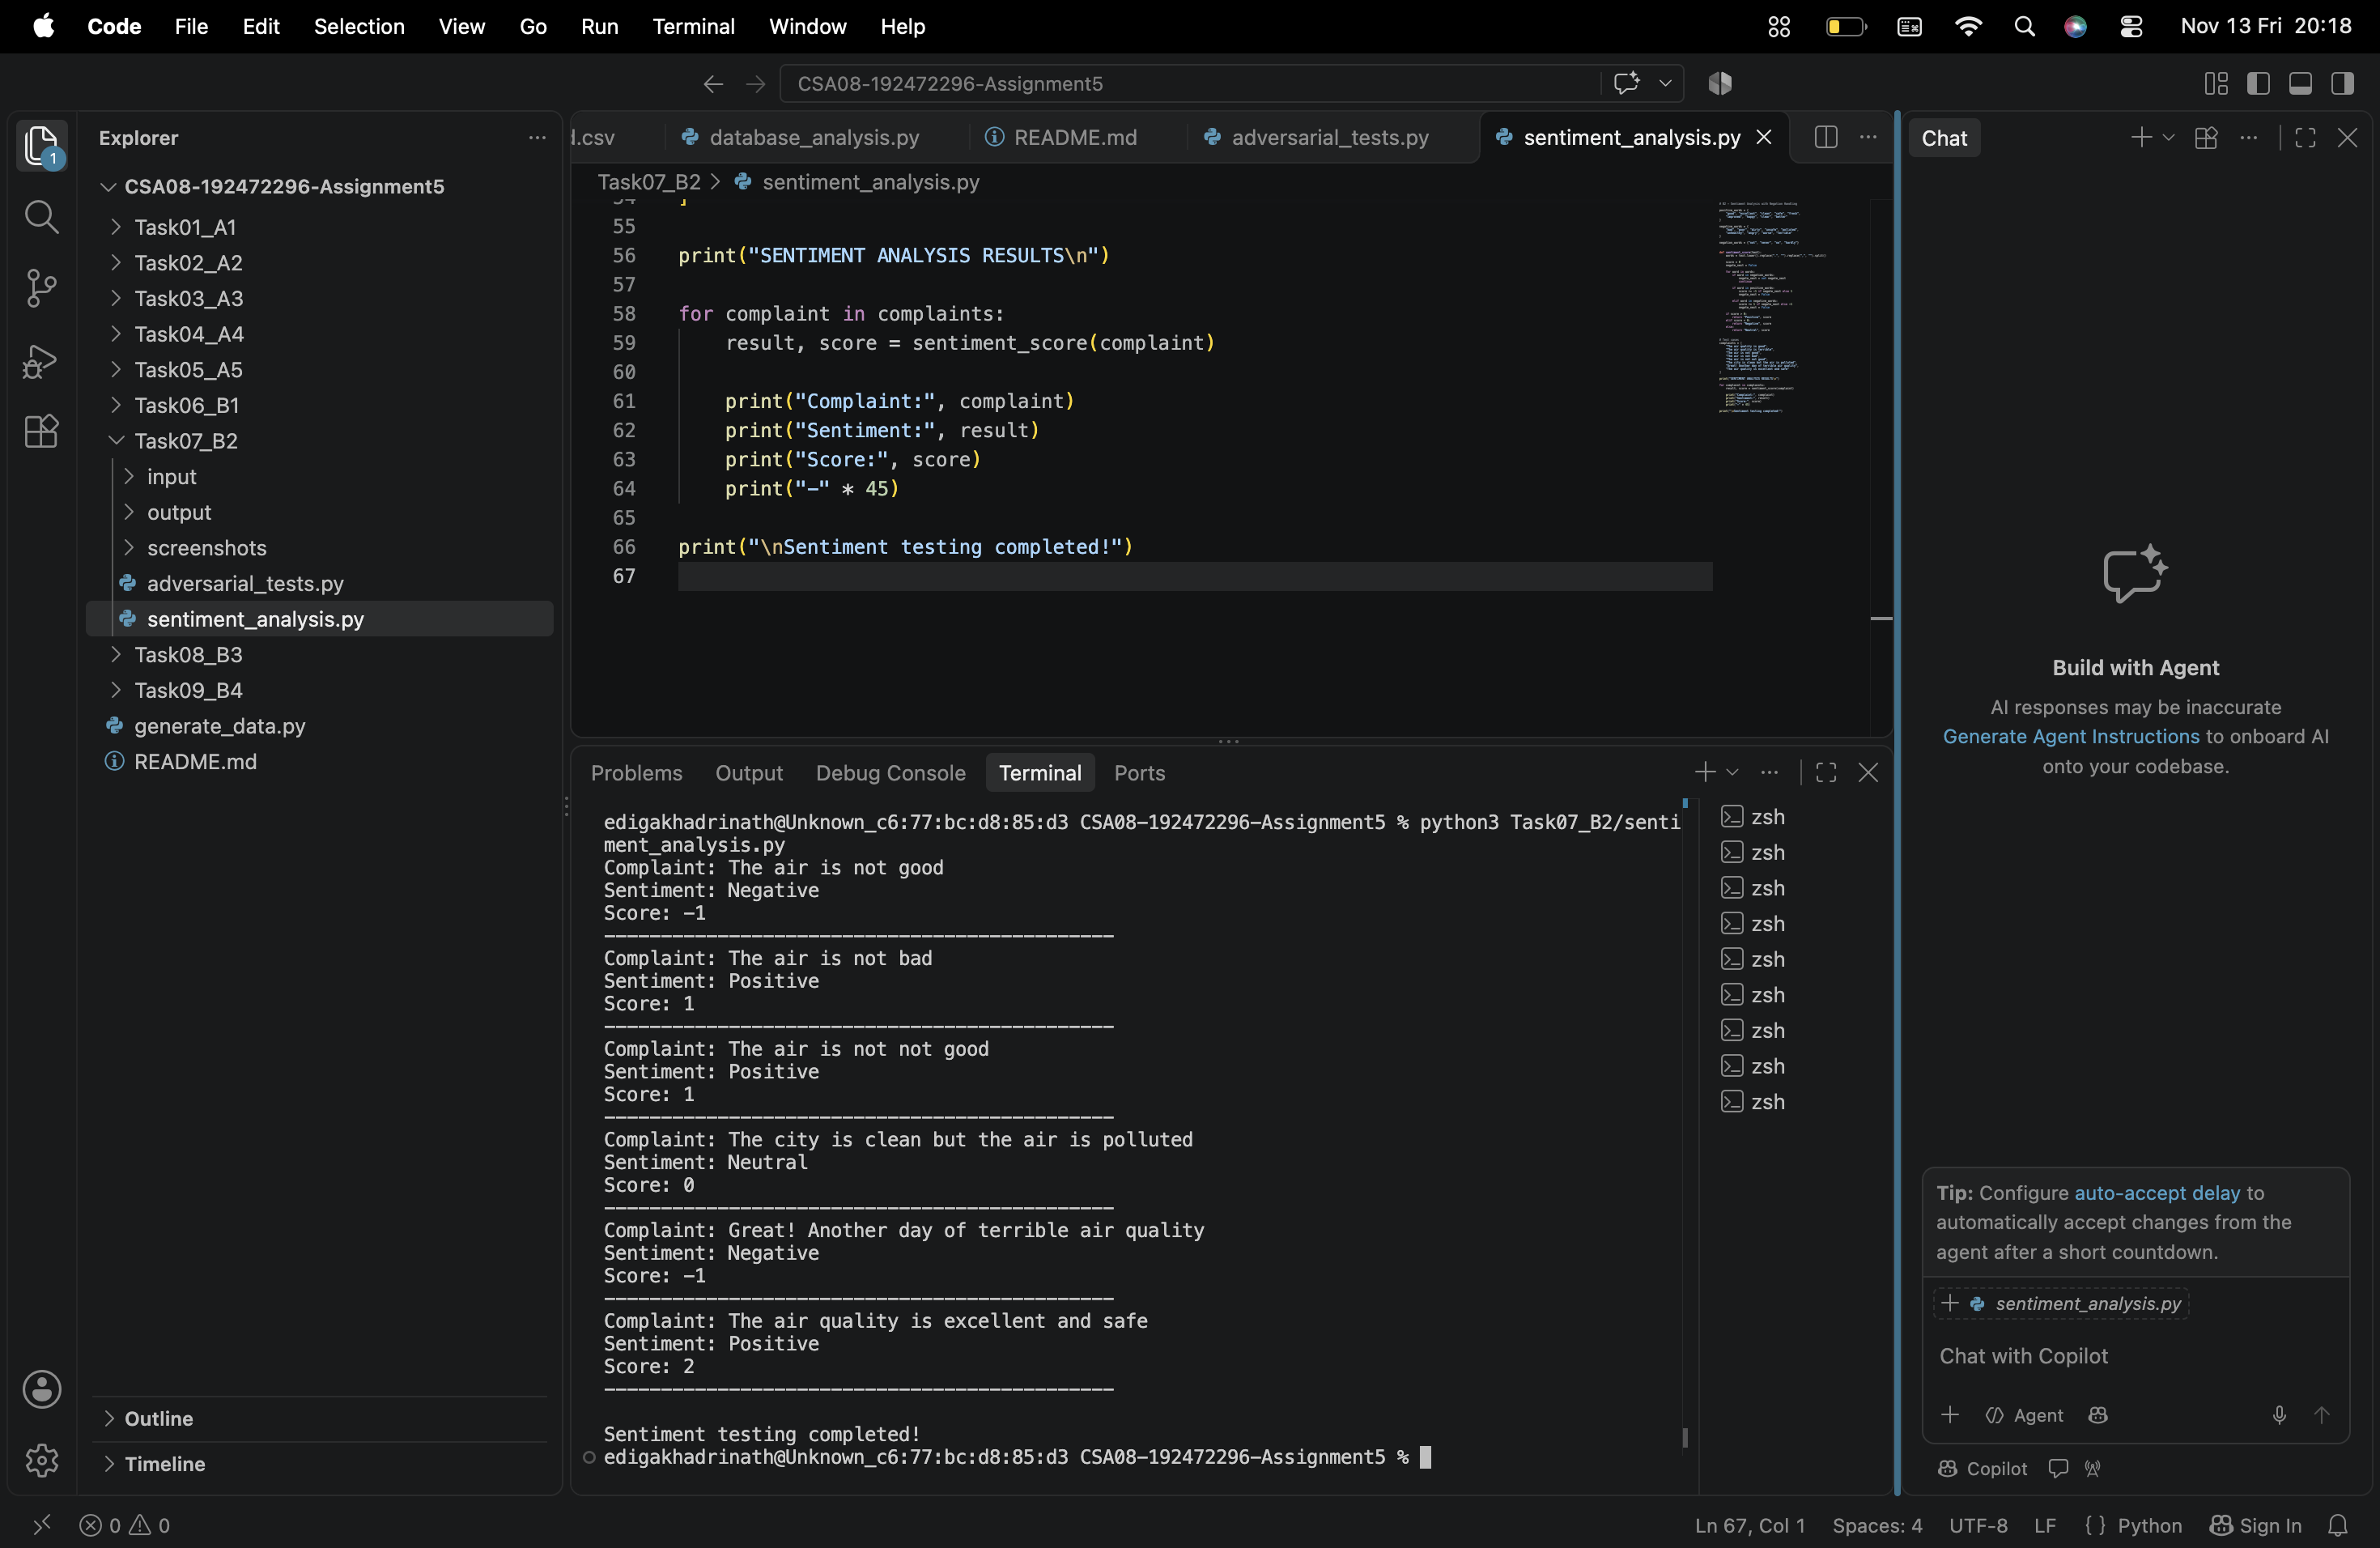 Code File Edit Selection View Go Run Terminal Window Help Nov 13 Fri 20:18
CSA08-192472296-Assignment5
Explorer
CSA08-192472296-Assignment5
Task01_A1
Task02_A2
Task03_A3
Task04_A4
Task05_A5
Task06_B1
Task07_B2
input
output
screenshots
adversarial_tests.py
sentiment_analysis.py
Task08_B3
Task09_B4
generate_data.py
README.md
Outline
Timeline
.csv database_analysis.py README.md adversarial_tests.py sentiment_analysis.py
Task07_B2 > sentiment_analysis.py
54 ]
55
56 print("SENTIMENT ANALYSIS RESULTS\n")
57
58 for complaint in complaints:
59 result, score = sentiment_score(complaint)
60
61 print("Complaint:", complaint)
62 print("Sentiment:", result)
63 print("Score:", score)
64 print("-" * 45)
65
66 print("\nSentiment testing completed!")
67
Problems Output Debug Console Terminal Ports
edigakhadrinath@Unknown_c6:77:bc:d8:85:d3 CSA08-192472296-Assignment5 % python3 Task07_B2/senti
ment_analysis.py
Complaint: The air is not good
Sentiment: Negative
Score: -1
---------------------------------------------
Complaint: The air is not bad
Sentiment: Positive
Score: 1
---------------------------------------------
Complaint: The air is not not good
Sentiment: Positive
Score: 1
---------------------------------------------
Complaint: The city is clean but the air is polluted
Sentiment: Neutral
Score: 0
---------------------------------------------
Complaint: Great! Another day of terrible air quality
Sentiment: Negative
Score: -1
---------------------------------------------
Complaint: The air quality is excellent and safe
Sentiment: Positive
Score: 2
---------------------------------------------
Sentiment testing completed!
edigakhadrinath@Unknown_c6:77:bc:d8:85:d3 CSA08-192472296-Assignment5 %
zsh
zsh
zsh
zsh
zsh
zsh
zsh
zsh
zsh
Chat
Build with Agent
AI responses may be inaccurate
Generate Agent Instructions to onboard AI
onto your codebase.
Tip: Configure auto-accept delay to
automatically accept changes from the
agent after a short countdown.
sentiment_analysis.py
Chat with Copilot
Agent
Copilot
0 0 Ln 67, Col 1 Spaces: 4 UTF-8 LF {} Python Sign In
1